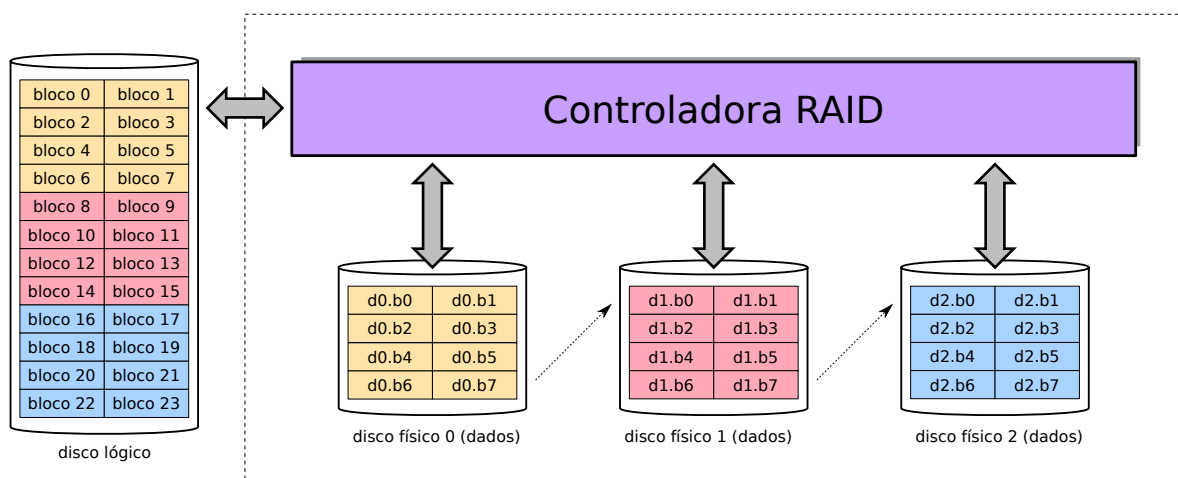 Controladora RAID
bloco 0 bloco 1
bloco 2 bloco 3
bloco 4 bloco 5
bloco 6 bloco 7
bloco 8 bloco 9
bloco 10 bloco 11
bloco 12 bloco 13
bloco 14 bloco 15
bloco 16 bloco 17
bloco 18 bloco 19
bloco 20 bloco 21
bloco 22 bloco 23
disco lógico
d0.b0 d0.b1
d0.b2 d0.b3
d0.b4 d0.b5
d0.b6 d0.b7
disco físico 0 (dados)
d1.b0 d1.b1
d1.b2 d1.b3
d1.b4 d1.b5
d1.b6 d1.b7
disco físico 1 (dados)
d2.b0 d2.b1
d2.b2 d2.b3
d2.b4 d2.b5
d2.b6 d2.b7
disco físico 2 (dados)